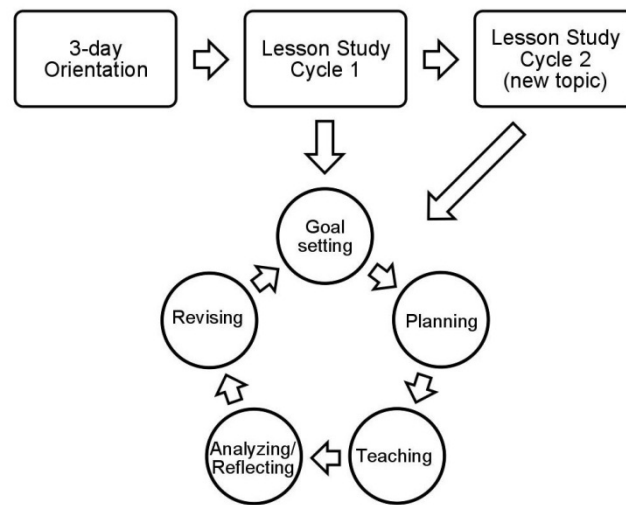 3-day
Orientation
Lesson Study
Cycle 1
Lesson Study
Cycle 2
(new topic)
Goal
setting
Planning
Teaching
Analyzing/
Reflecting
Revising